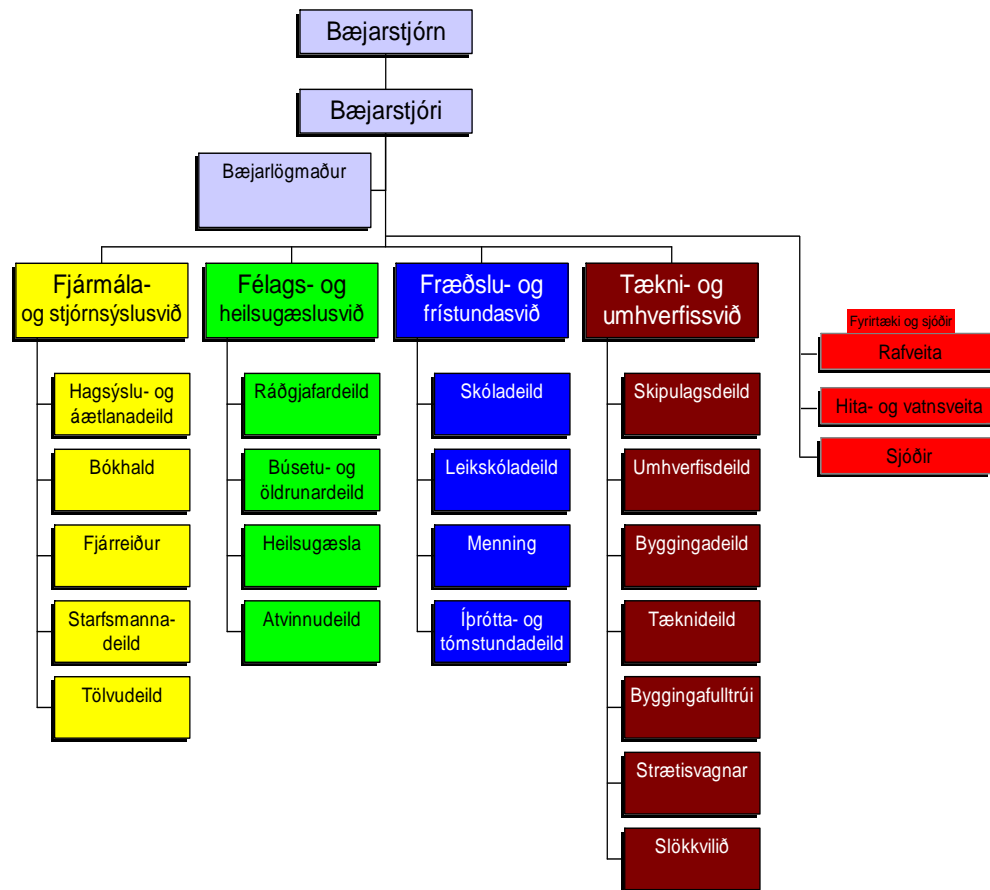 Bæjarstjórn
Bæjarstjóri
Bæjarlögmaður
Fjármála-
og stjórnsýslusvið
Hagsýslu- og
áætlanadeild
Bókhald
Fjárreiður
Starfsmanna-
deild
Tölvudeild
Félags- og
heilsugæslusvið
Ráðgjafardeild
Búsetu- og
öldrunardeild
Heilsugæsla
Atvinnudeild
Fræðslu- og
frístundasvið
Skóladeild
Leikskóladeild
Menning
Íþrótta- og
tómstundadeild
Tækni- og
umhverfissvið
Skipulagsdeild
Umhverfisdeild
Byggingadeild
Tæknideild
Byggingafulltrúi
Strætisvagnar
Slökkvilið
Fyrirtæki og sjóðir
Rafveita
Hita- og vatnsveita
Sjóðir